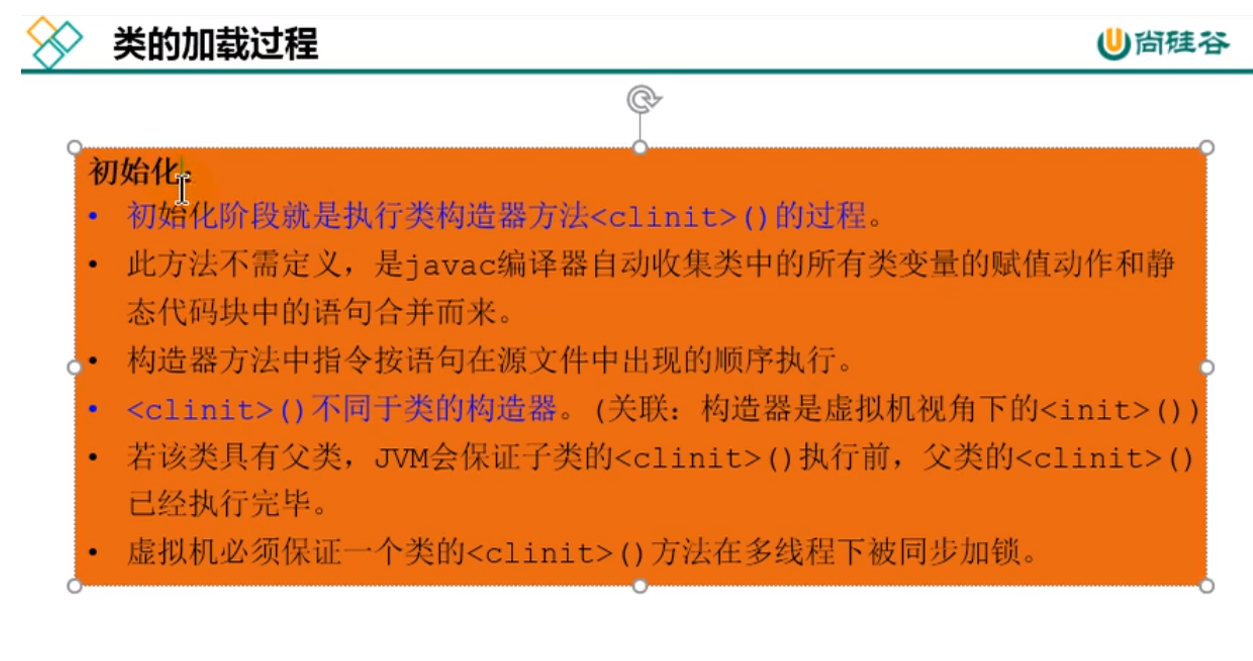 类的加载过程
尚硅谷
初始化:
• 初始化阶段就是执行类构造器方法<clinit>()的过程。
• 此方法不需定义，是javac编译器自动收集类中的所有类变量的赋值动作和静
态代码块中的语句合并而来。
• 构造器方法中指令按语句在源文件中出现的顺序执行。
• <clinit>()不同于类的构造器。(关联：构造器是虚拟机视角下的<init>())
• 若该类具有父类，JVM会保证子类的<clinit>()执行前，父类的<clinit>()
已经执行完毕。
• 虚拟机必须保证一个类的<clinit>()方法在多线程下被同步加锁。